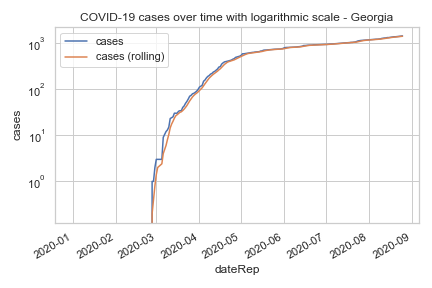 COVID-19 cases over time with logarithmic scale - Georgia
cases
cases (rolling)
10³
10²
10¹
10⁰
cases
2020-01
2020-02
2020-03
2020-04
2020-05
2020-06
2020-07
2020-08
2020-09
dateRep